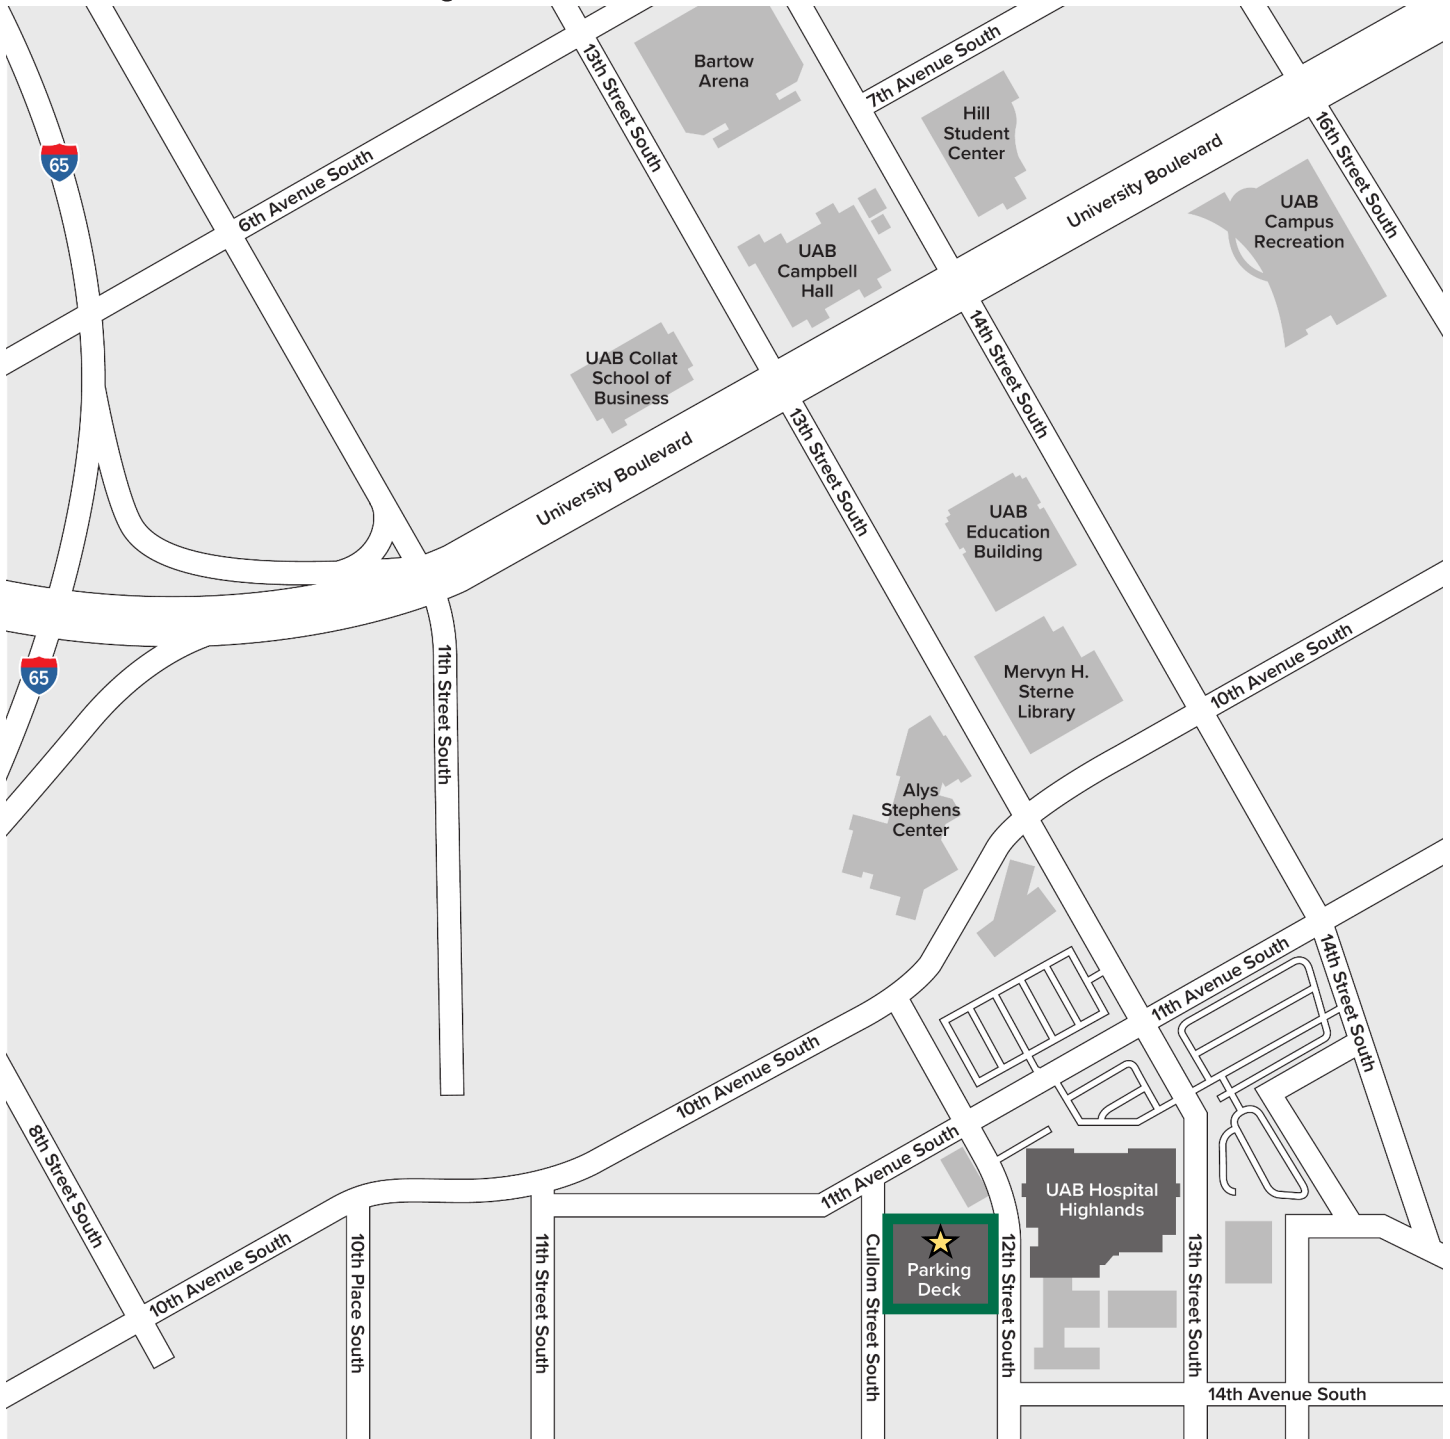 Bartow
Arena
7th Avenue South
13th Street South
Hill
Student
Center
University Boulevard
16th Street South
65
6th Avenue South
UAB
Campus
Recreation
UAB
Campbell
Hall
UAB Collat
School of
Business
14th Street South
University Boulevard
13th Street South
UAB
Education
Building
10th Avenue South
65
11th Street South
Mervyn H.
Sterne
Library
Alys
Stephens
Center
11th Avenue South
14th Street South
10th Avenue South
8th Street South
11th Avenue South
UAB Hospital
Highlands
10th Avenue South
10th Place South
11th Street South
Cullom Street South
Parking
Deck
12th Street South
13th Street South
14th Avenue South